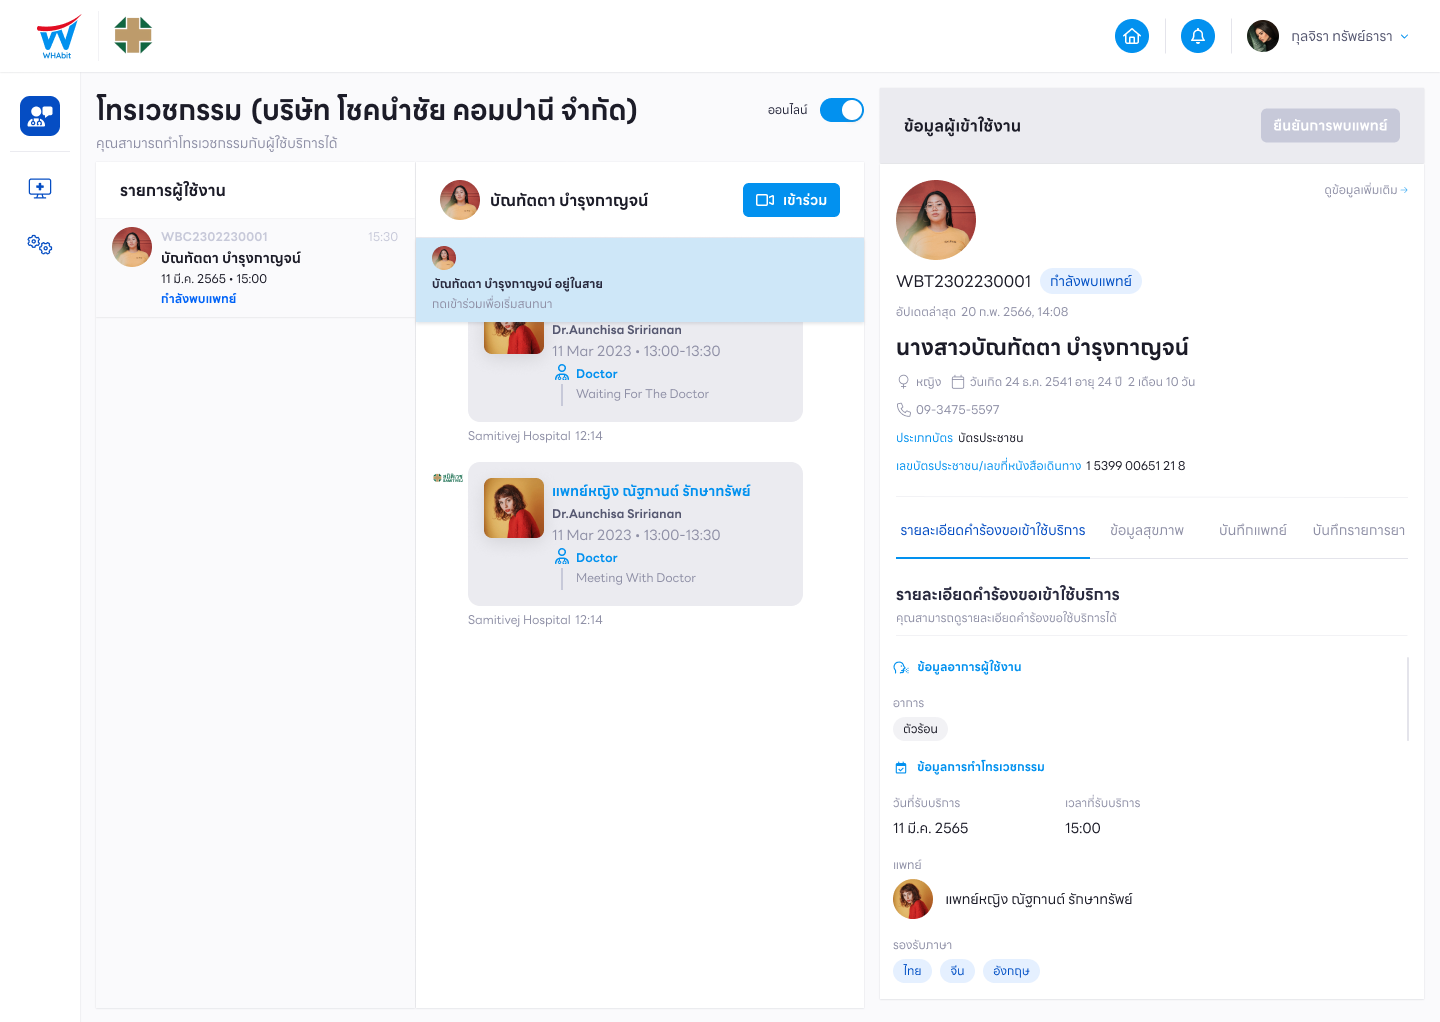 WHAbit
กุลจิรา ทรัพย์ธารา
โทรเวชกรรม (บริษัท โชคนำชัย คอมปานี จำกัด)
ออนไลน์
คุณสามารถทำโทรเวชกรรมกับผู้ใช้บริการได้
รายการผู้ใช้งาน
WBC2302230001 15:30
บัณฑัตตา บำรุงกาญจน์
11 มี.ค. 2565 • 15:00
กำลังพบแพทย์
บัณฑัตตา บำรุงกาญจน์
เข้าร่วม
บัณฑัตตา บำรุงกาญจน์ อยู่ในสาย
กดเข้าร่วมเพื่อเริ่มสนทนา
Dr.Aunchisa Sririanan
11 Mar 2023 • 13:00-13:30
Doctor
Waiting For The Doctor
Samitivej Hospital 12:14
แพทย์หญิง ณัฐกานต์ รักษาทรัพย์
Dr.Aunchisa Sririanan
11 Mar 2023 • 13:00-13:30
Doctor
Meeting With Doctor
Samitivej Hospital 12:14
ข้อมูลผู้เข้าใช้งาน
ยืนยันการพบแพทย์
ดูข้อมูลเพิ่มเติม
WBT2302230001 กำลังพบแพทย์
อัปเดตล่าสุด 20 ก.พ. 2566, 14:08
นางสาวบัณฑัตตา บำรุงกาญจน์
หญิง วันเกิด 24 ธ.ค. 2541 อายุ 24 ปี 2 เดือน 10 วัน
09-3475-5597
ประเภทบัตร บัตรประชาชน
เลขบัตรประชาชน/เลขที่หนังสือเดินทาง 1 5399 00651 21 8
รายละเอียดคำร้องขอเข้าใช้บริการ ข้อมูลสุขภาพ บันทึกแพทย์ บันทึกรายการยา
รายละเอียดคำร้องขอเข้าใช้บริการ
คุณสามารถดูรายละเอียดคำร้องขอใช้บริการได้
ข้อมูลอาการผู้ใช้งาน
อาการ
ตัวร้อน
ข้อมูลการทำโทรเวชกรรม
วันที่รับบริการ เวลาที่รับบริการ
11 มี.ค. 2565 15:00
แพทย์
แพทย์หญิง ณัฐกานต์ รักษาทรัพย์
รองรับภาษา
ไทย จีน อังกฤษ